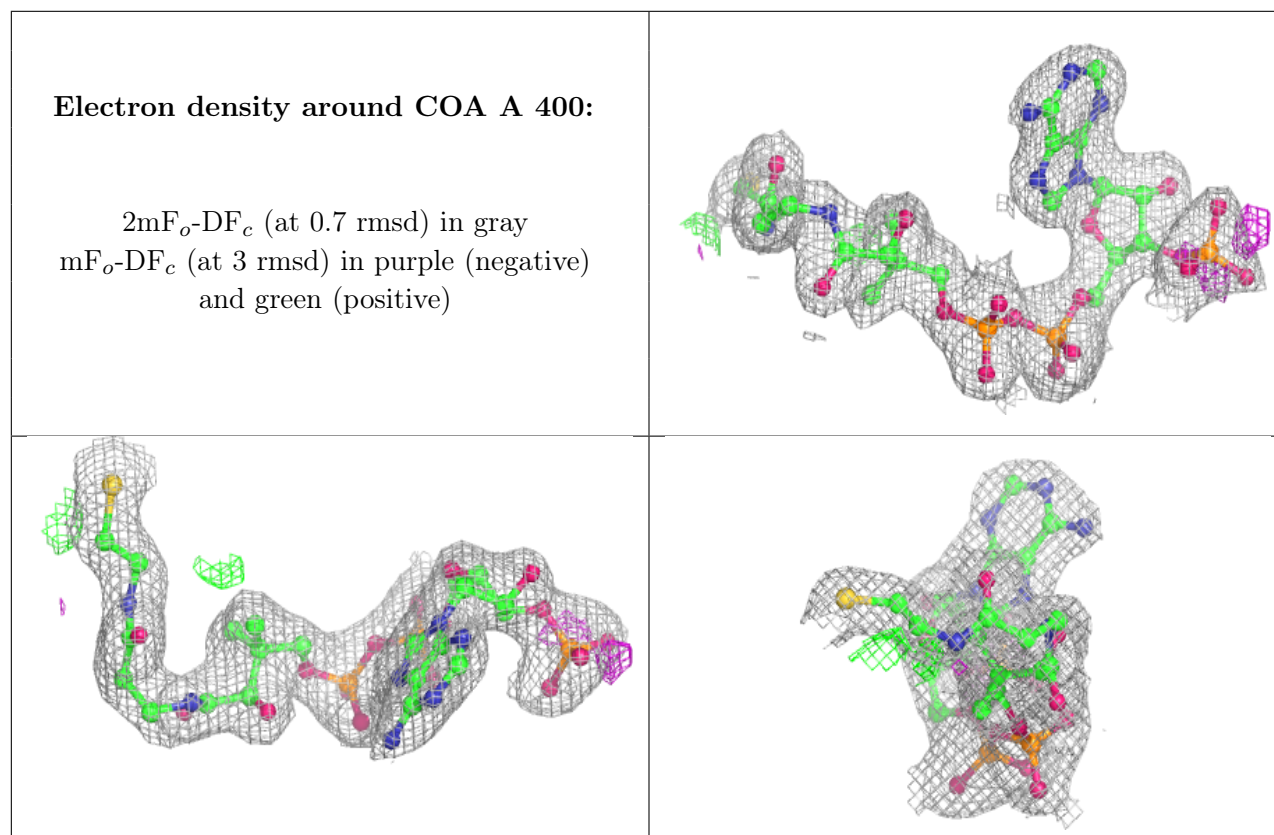 Electron density around COA A 400:
2mFo-DFc (at 0.7 rmsd) in gray
mFo-DFc (at 3 rmsd) in purple (negative)
and green (positive)